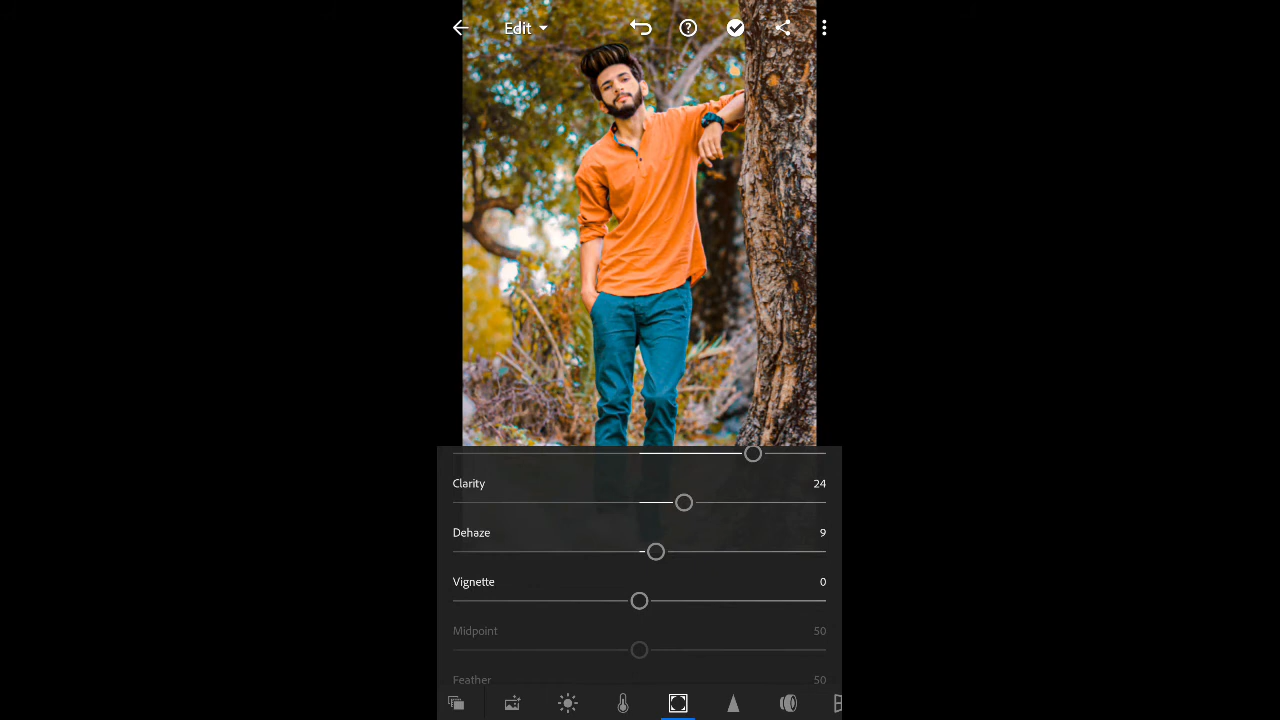 Edit
Clarity 24
Dehaze 9
Vignette 0
Midpoint 50
Feather 50